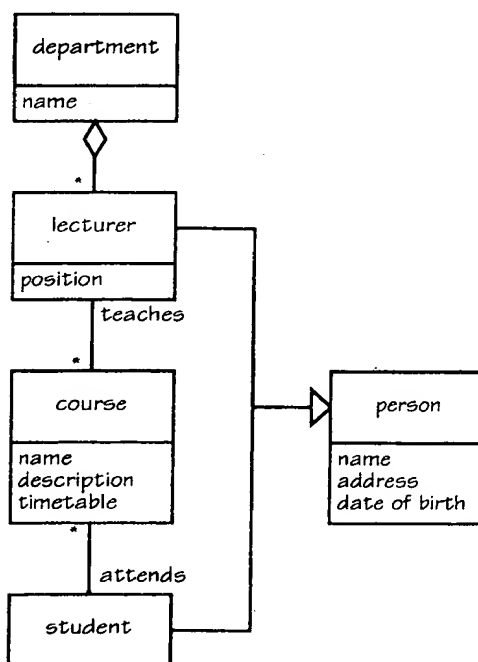 department
name
*
lecturer
position
teaches
*
course
person
name
description
timetable
name
address
date of birth
*
attends
student